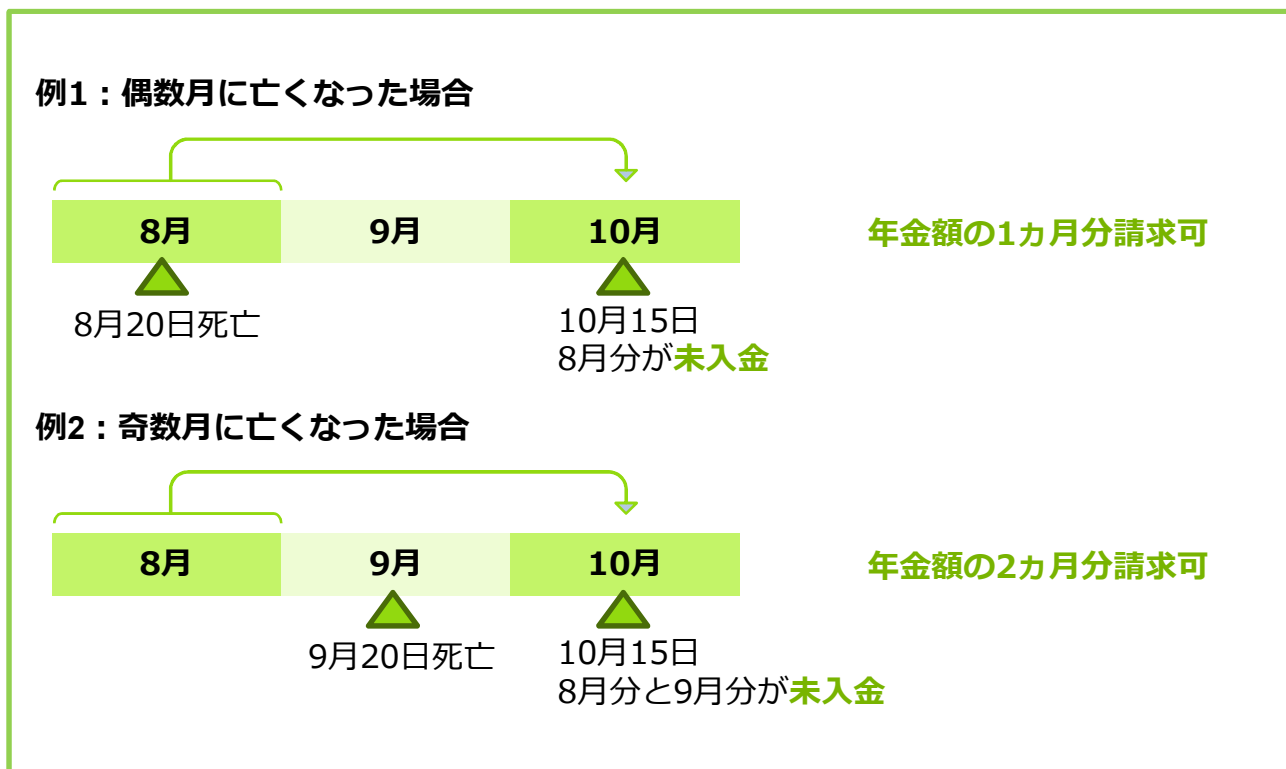 例1：偶数月に亡くなった場合
8月 9月 10月 年金額の1ヵ月分請求可
8月20日死亡 10月15日
8月分が未入金
例2：奇数月に亡くなった場合
8月 9月 10月 年金額の2ヵ月分請求可
9月20日死亡 10月15日
8月分と9月分が未入金